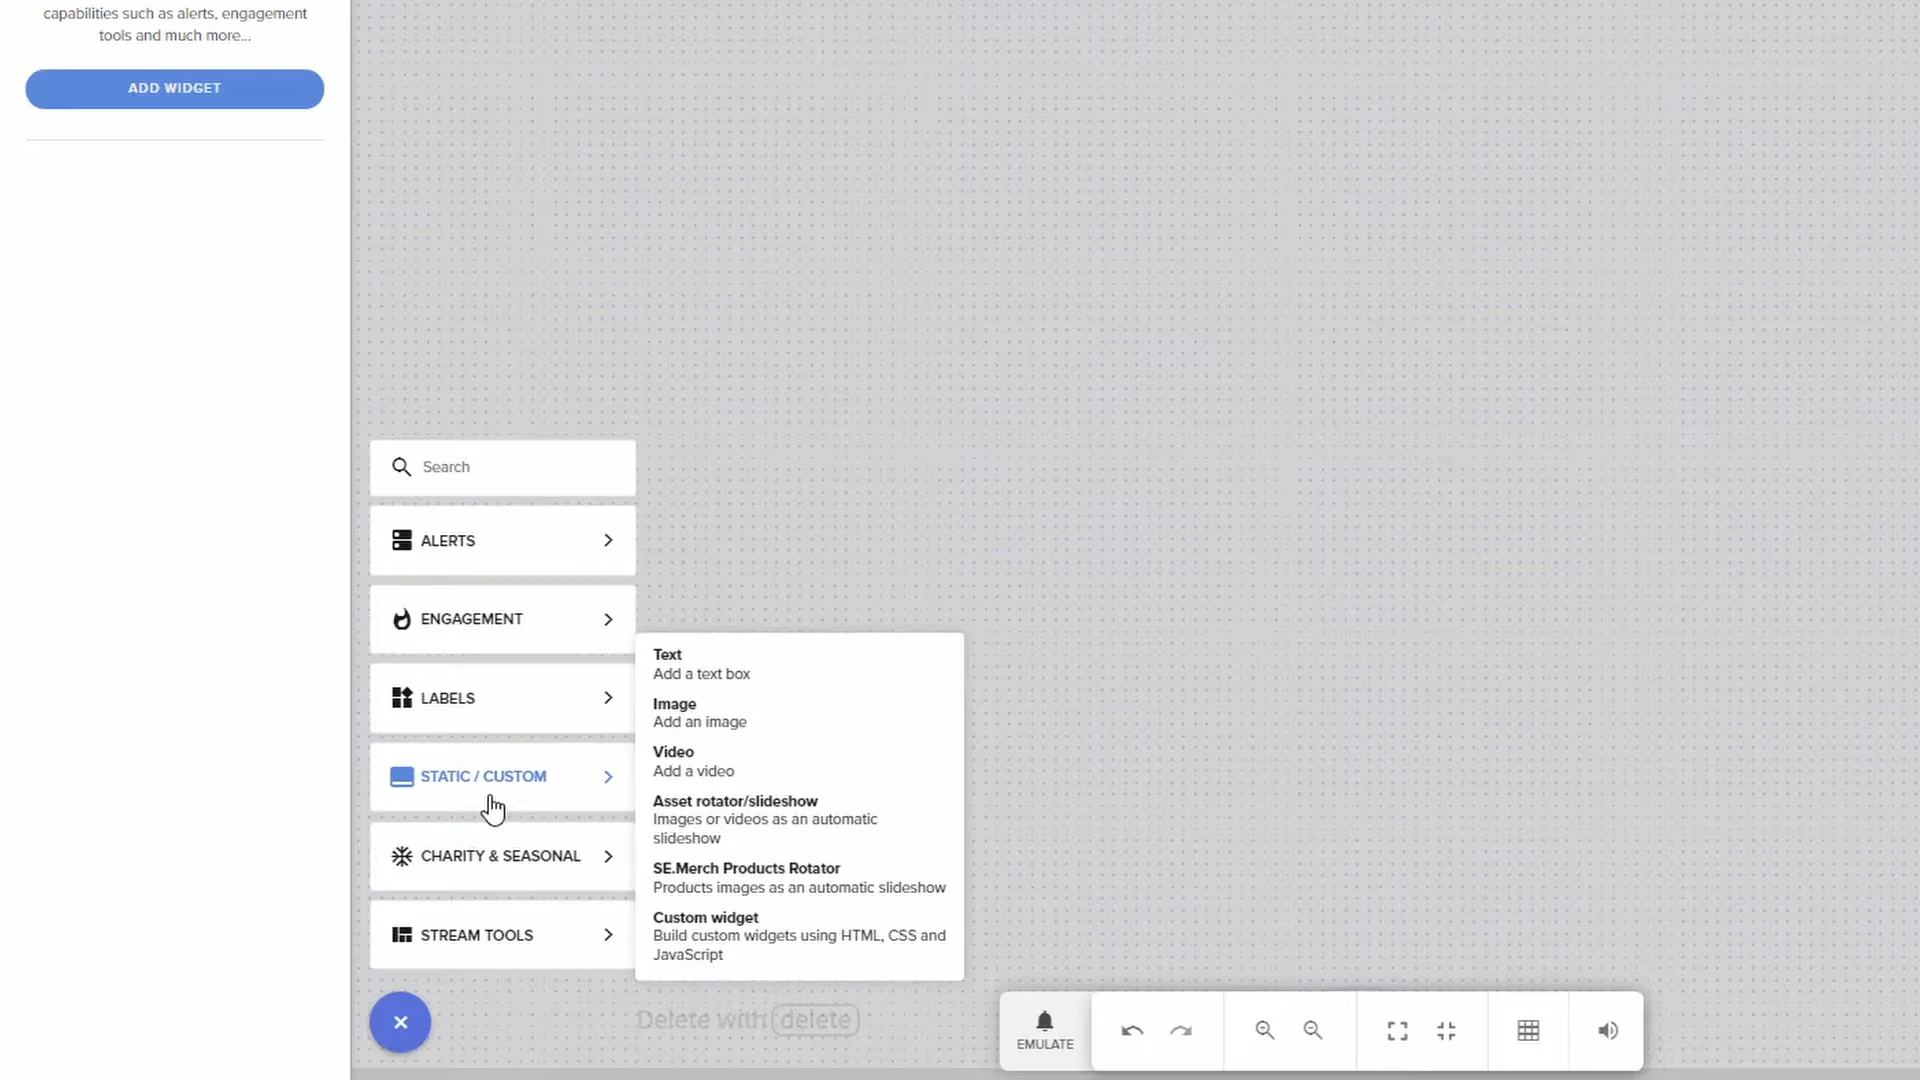 capabilities such as alerts, engagement
tools and much more...
ADD WIDGET
Search
ALERTS
ENGAGEMENT
LABELS
STATIC / CUSTOM
CHARITY & SEASONAL
STREAM TOOLS
Text
Add a text box
Image
Add an image
Video
Add a video
Asset rotator/slideshow
Images or videos as an automatic
slideshow
SE.Merch Products Rotator
Products images as an automatic slideshow
Custom widget
Build custom widgets using HTML, CSS and
JavaScript
Delete with delete
EMULATE